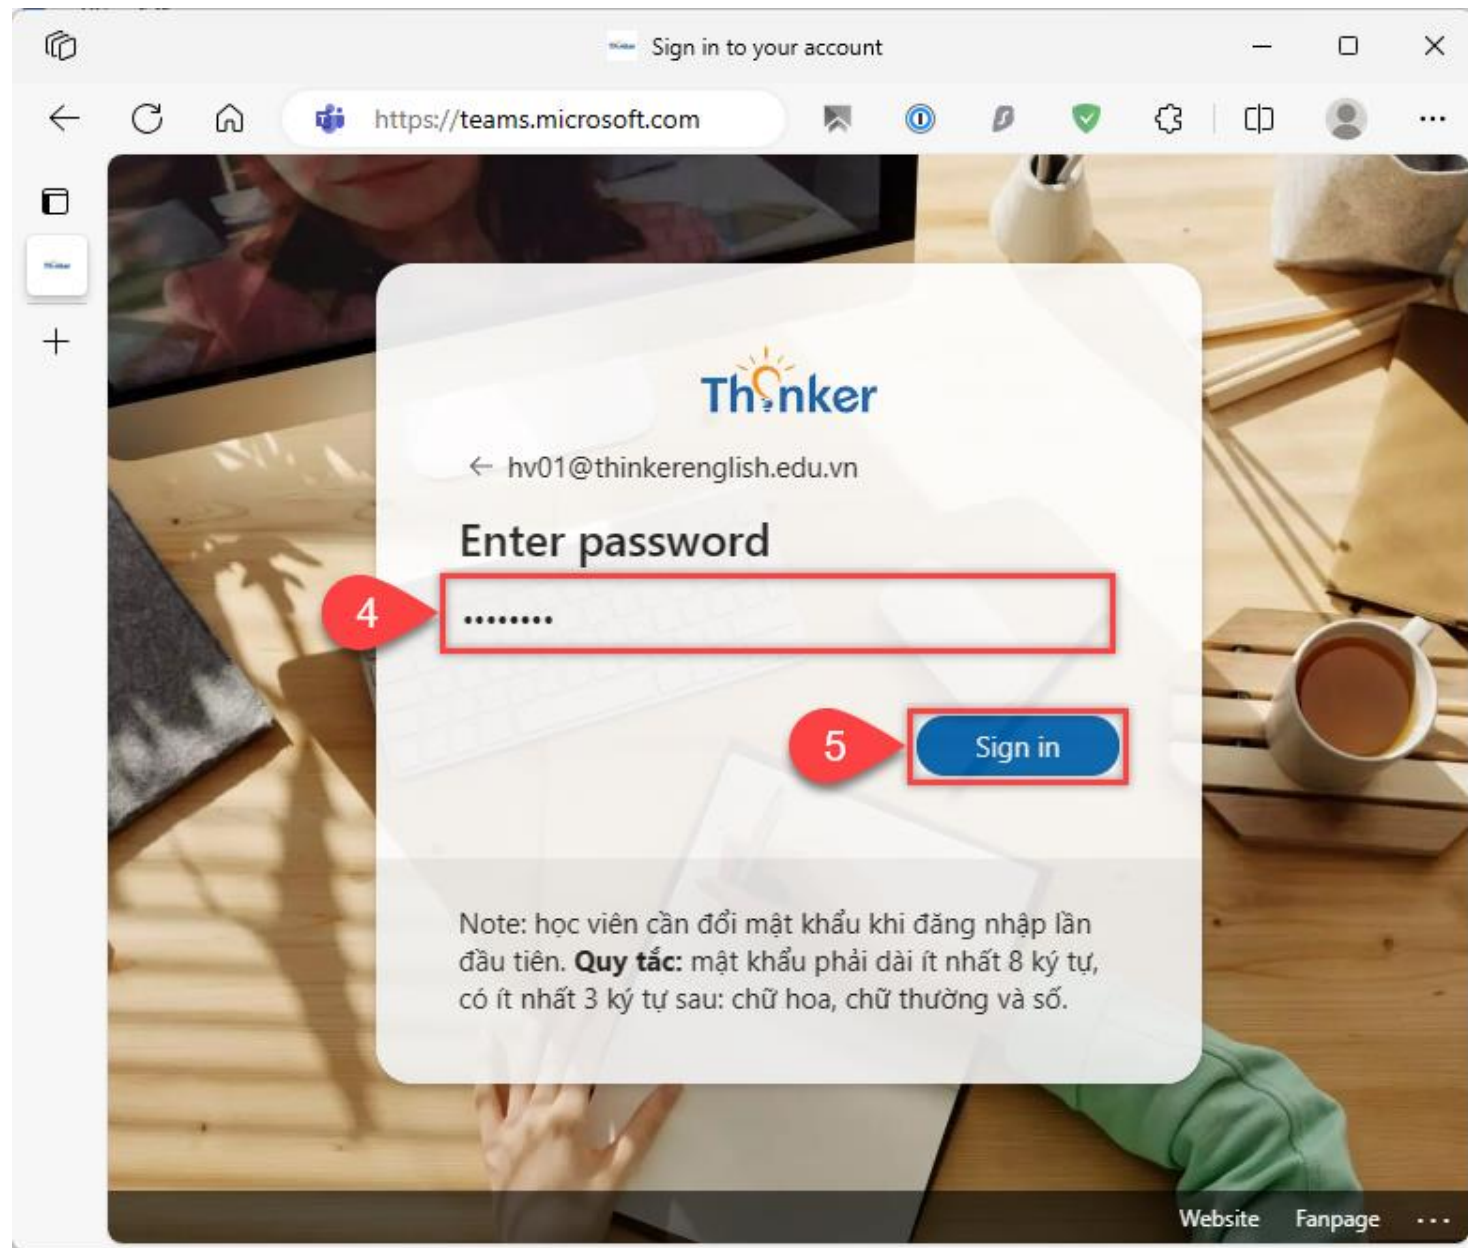 Sign in to your account
https://teams.microsoft.com
Thinker
hv01@thinkerenglish.edu.vn
Enter password
4
••••••••
5
Sign in
Note: học viên cần đổi mật khẩu khi đăng nhập lần
đầu tiên. Quy tắc: mật khẩu phải dài ít nhất 8 ký tự,
có ít nhất 3 ký tự sau: chữ hoa, chữ thường và số.
Website Fanpage ...